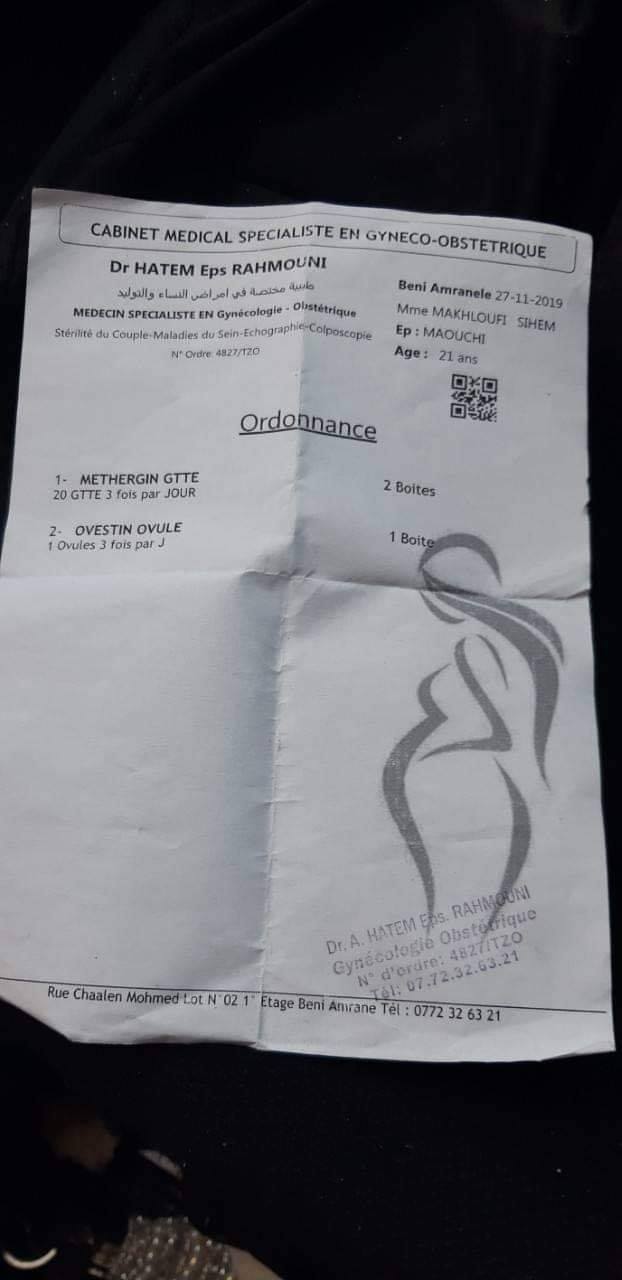 CABINET MEDICAL SPECIALISTE EN GYNECO-OBSTETRIQUE
Dr HATEM Eps RAHMOUNI
طبيبة مختصة في امراض النساء والتوليد
MEDECIN SPECIALISTE EN Gynécologie - Obstétrique
Stérilité du Couple-Maladies du Sein-Echographie-Colposcopie
N° Ordre: 4827/TZO
Beni Amranele 27-11-2019
Mme MAKHLOUFI SIHEM
Ep : MAOUCHI
Age : 21 ans
Ordonnance
1- METHERGIN GTTE 2 Boites
20 GTTE 3 fois par JOUR
2- OVESTIN OVULE 1 Boite
1 Ovules 3 fois par J
Dr. A. HATEM Eps. RAHMOUNI
Gynécologie Obstétrique
N° d'ordre: 4827/TZO
Tél: 07.72.32.63.21
Rue Chaalen Mohmed Lot N°02 1° Etage Beni Amrane Tél : 0772 32 63 21